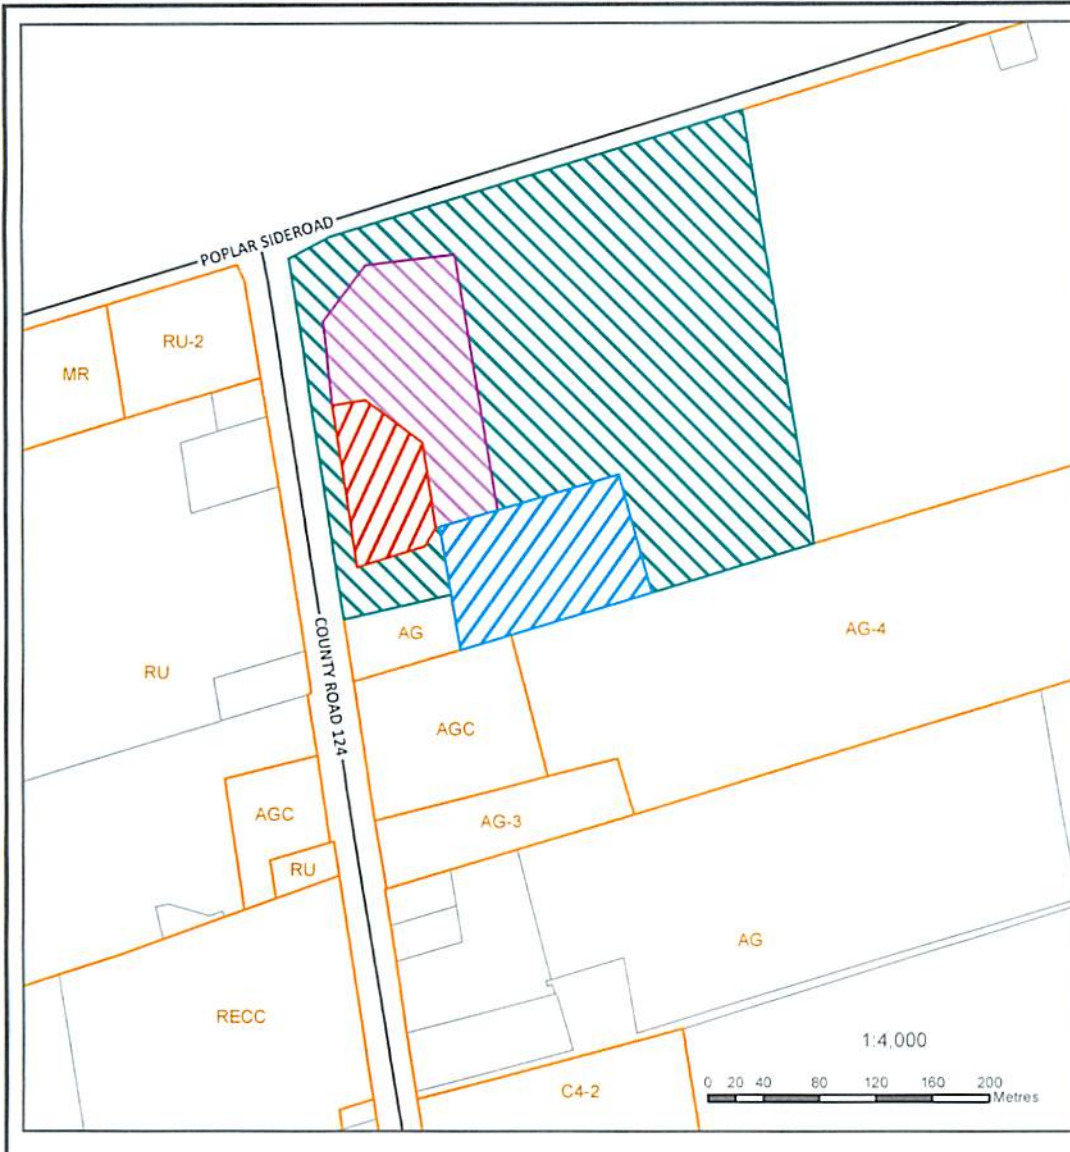 POPLAR SIDEROAD
RU-2
MR
COUNTY ROAD 124
AG
AG-4
RU
AGC
AGC
AG-3
RU
AG
RECC
1:4,000
C4-2
0 20 40 80 120 160 200
Metres